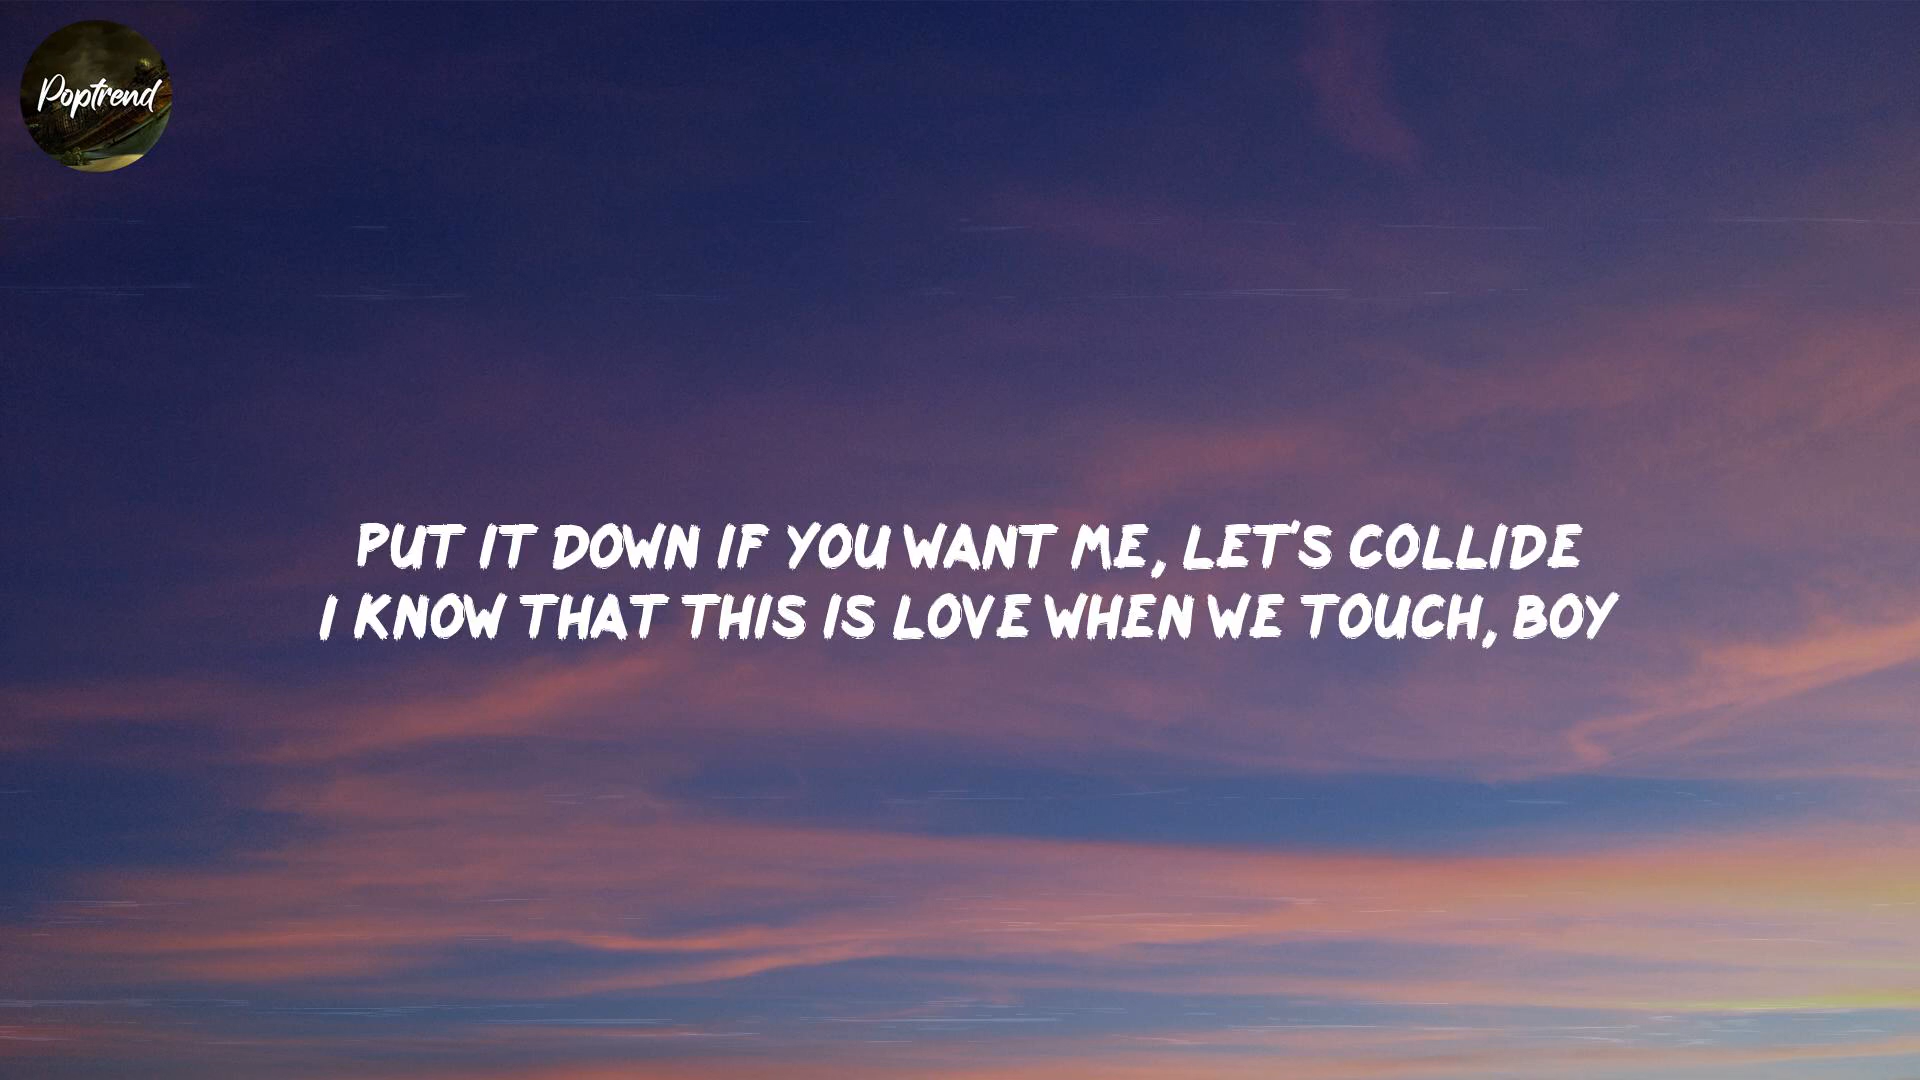 Poptrend
PUT IT DOWN IF YOU WANT ME, LET'S COLLIDE
I KNOW THAT THIS IS LOVE WHEN WE TOUCH, BOY